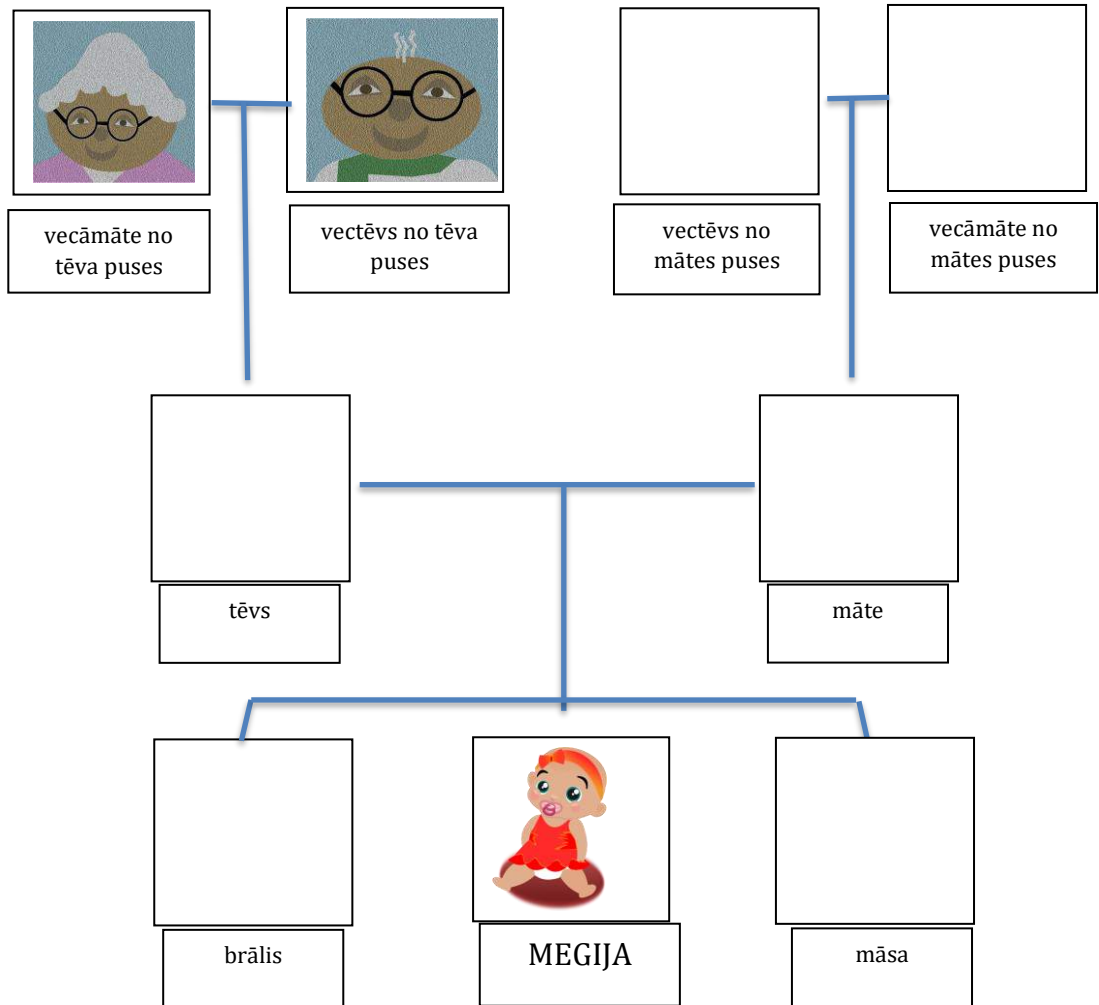 vecāmāte no
tēva puses
vectēvs no tēva
puses
vectēvs no
mātes puses
vecāmāte no
mātes puses
tēvs
māte
brālis
MEGIJA
māsa